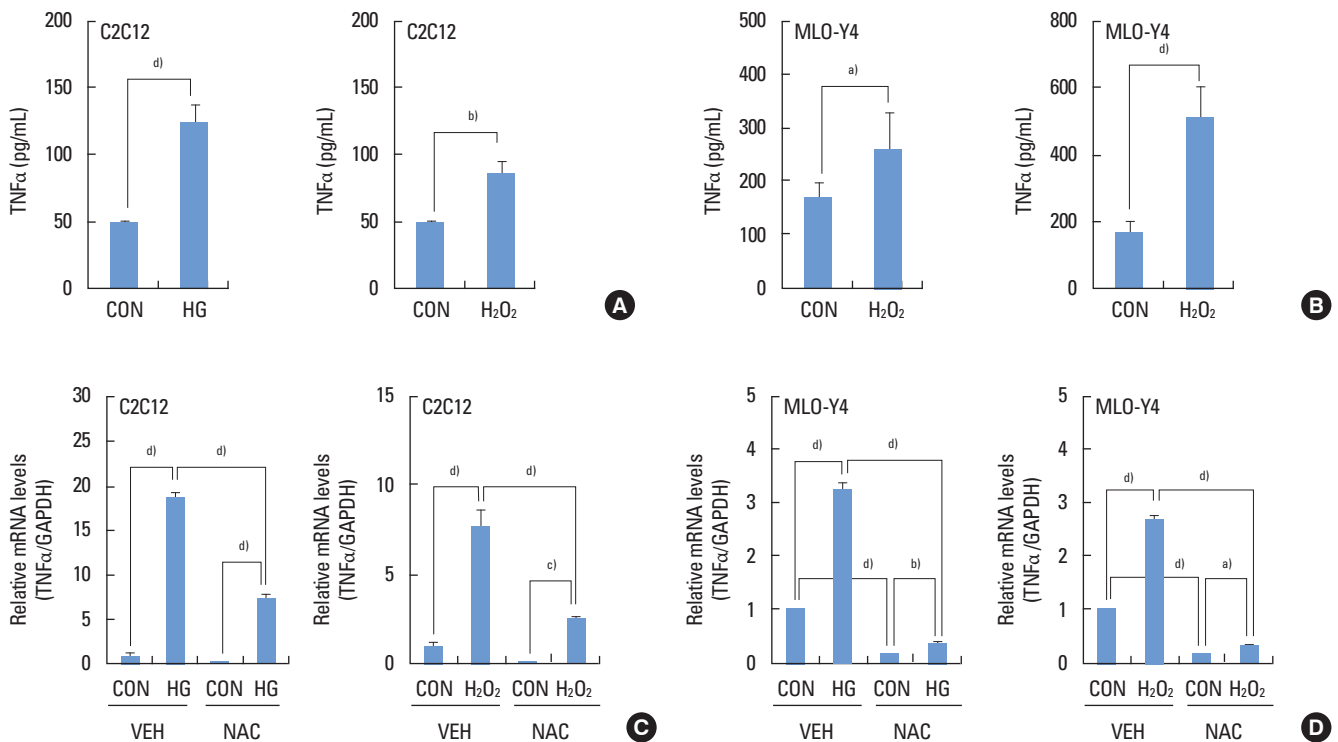 C2C12
TNFα (pg/mL)
200
150
100
50
0
d)
CON HG
C2C12
TNFα (pg/mL)
200
150
100
50
0
b)
CON H₂O₂
A
MLO-Y4
TNFα (pg/mL)
500
400
300
200
100
0
a)
CON H₂O₂
MLO-Y4
TNFα (pg/mL)
800
600
400
200
0
d)
CON H₂O₂
B
C2C12
Relative mRNA levels
(TNFα/GAPDH)
30
25
20
15
10
5
0
d) d)
d)
CON HG CON HG
VEH NAC
C2C12
Relative mRNA levels
(TNFα/GAPDH)
15
10
5
0
d) d)
c)
CON H₂O₂ CON H₂O₂
VEH NAC
C
MLO-Y4
Relative mRNA levels
(TNFα/GAPDH)
5
4
3
2
1
0
d) d)
d) b)
CON HG CON HG
VEH NAC
MLO-Y4
Relative mRNA levels
(TNFα/GAPDH)
5
4
3
2
1
0
d) d)
d) a)
CON H₂O₂ CON H₂O₂
VEH NAC
D